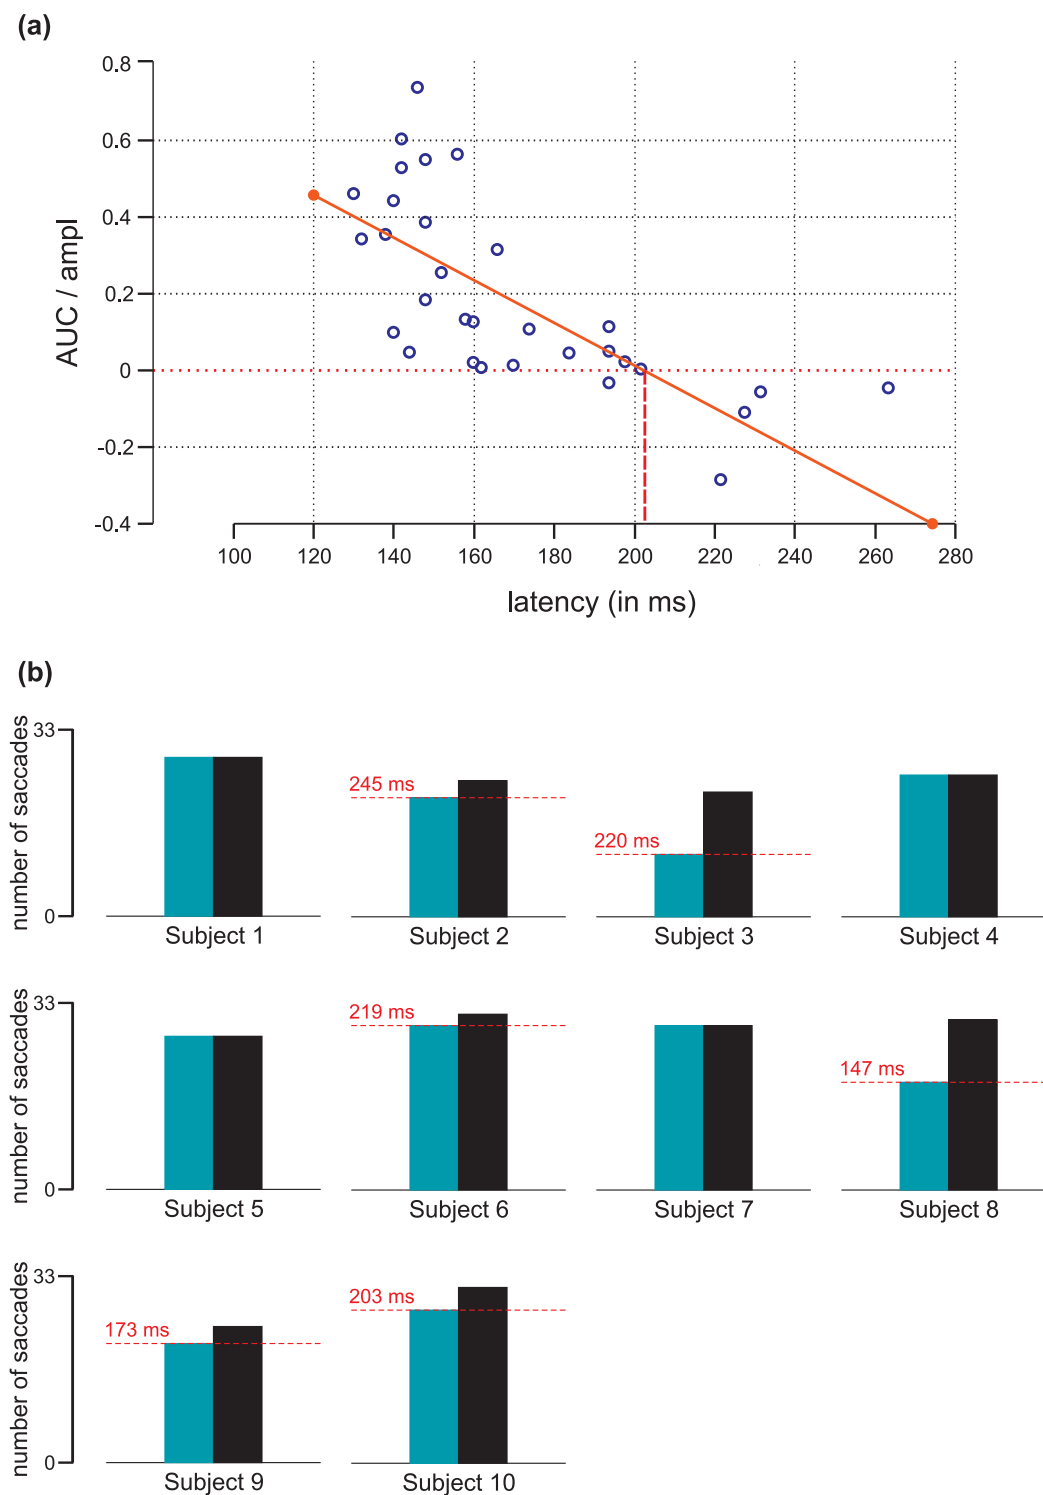 (a)
0.8
0.6
0.4
0.2
0
-0.2
-0.4
AUC / ampl
100 120 140 160 180 200 220 240 260 280
latency (in ms)
(b)
number of saccades
33
0
245 ms
220 ms
Subject 1 Subject 2 Subject 3 Subject 4
number of saccades
33
0
219 ms
147 ms
Subject 5 Subject 6 Subject 7 Subject 8
number of saccades
33
0
173 ms
203 ms
Subject 9 Subject 10